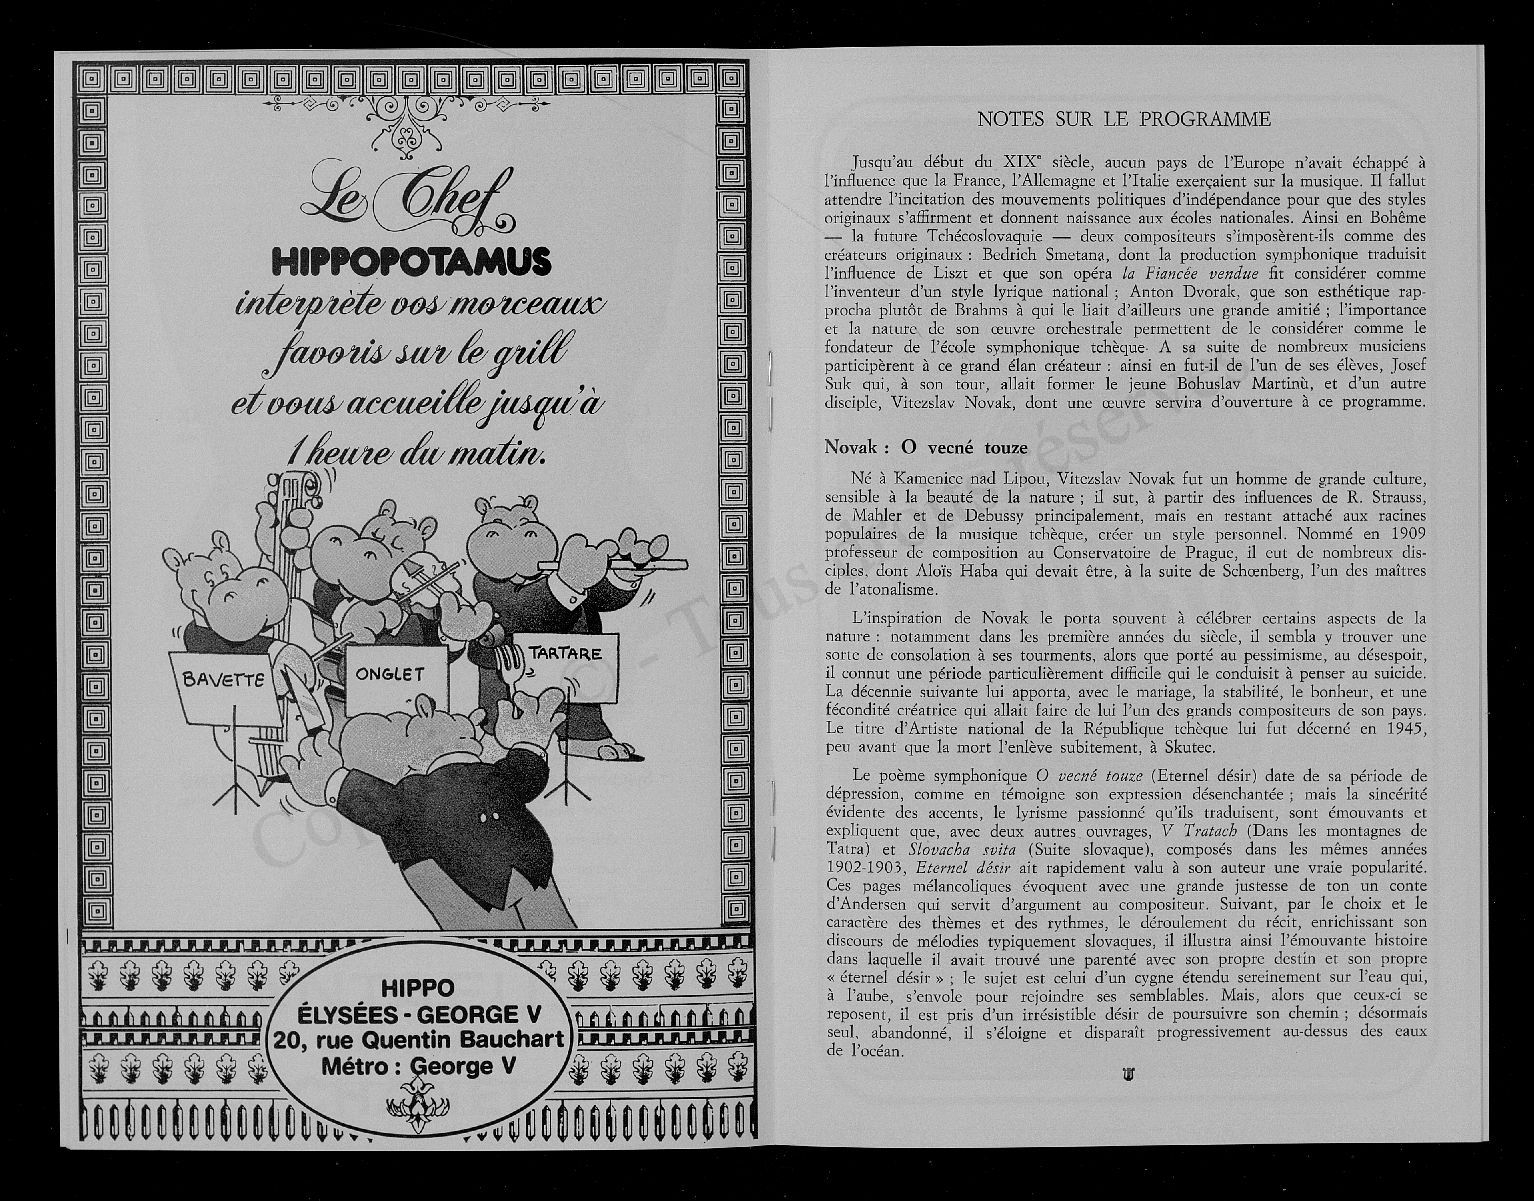 Le Chef
HIPPOPOTAMUS
interprète vos morceaux
favoris sur le grill
et vous accueille jusqu'à
1 heure du matin.
BAVETTE
ONGLET
TARTARE
HIPPO
ÉLYSÉES - GEORGE V
20, rue Quentin Bauchart
Métro : George V
NOTES SUR LE PROGRAMME
Jusqu'au début du XIXe siècle, aucun pays de l'Europe n'avait échappé à
l'influence que la France, l'Allemagne et l'Italie exerçaient sur la musique. Il fallut
attendre l'incitation des mouvements politiques d'indépendance pour que des styles
originaux s'affirment et donnent naissance aux écoles nationales. Ainsi en Bohême
— la future Tchécoslovaquie — deux compositeurs s'imposèrent-ils comme des
créateurs originaux : Bedrich Smetana, dont la production symphonique traduisit
l'influence de Liszt et que son opéra la Fiancée vendue fit considérer comme
l'inventeur d'un style lyrique national ; Anton Dvorak, que son esthétique rap-
procha plutôt de Brahms à qui le liait d'ailleurs une grande amitié ; l'importance
et la nature de son œuvre orchestrale permettent de le considérer comme le
fondateur de l'école symphonique tchèque. A sa suite de nombreux musiciens
participèrent à ce grand élan créateur : ainsi en fut-il de l'un de ses élèves, Josef
Suk qui, à son tour, allait former le jeune Bohuslav Martinù, et d'un autre
disciple, Vitezslav Novak, dont une œuvre servira d'ouverture à ce programme.
Novak : O vecné touze
Né à Kamenice nad Lipou, Vitezslav Novak fut un homme de grande culture,
sensible à la beauté de la nature ; il sut, à partir des influences de R. Strauss,
de Mahler et de Debussy principalement, mais en restant attaché aux racines
populaires de la musique tchèque, créer un style personnel. Nommé en 1909
professeur de composition au Conservatoire de Prague, il eut de nombreux dis-
ciples, dont Aloïs Haba qui devait être, à la suite de Schœnberg, l'un des maîtres
de l'atonalisme.
L'inspiration de Novak le porta souvent à célébrer certains aspects de la
nature : notamment dans les première années du siècle, il sembla y trouver une
sorte de consolation à ses tourments, alors que porté au pessimisme, au désespoir,
il connut une période particulièrement difficile qui le conduisit à penser au suicide.
La décennie suivante lui apporta, avec le mariage, la stabilité, le bonheur, et une
fécondité créatrice qui allait faire de lui l'un des grands compositeurs de son pays.
Le titre d'Artiste national de la République tchèque lui fut décerné en 1945,
peu avant que la mort l'enlève subitement, à Skutec.
Le poème symphonique O vecné touze (Eternel désir) date de sa période de
dépression, comme en témoigne son expression désenchantée ; mais la sincérité
évidente des accents, le lyrisme passionné qu'ils traduisent, sont émouvants et
expliquent que, avec deux autres ouvrages, V Tratach (Dans les montagnes de
Tatra) et Slovacha svita (Suite slovaque), composés dans les mêmes années
1902-1903, Eternel désir ait rapidement valu à son auteur une vraie popularité.
Ces pages mélancoliques évoquent avec une grande justesse de ton un conte
d'Andersen qui servit d'argument au compositeur. Suivant, par le choix et le
caractère des thèmes et des rythmes, le déroulement du récit, enrichissant son
discours de mélodies typiquement slovaques, il illustra ainsi l'émouvante histoire
dans laquelle il avait trouvé une parenté avec son propre destin et son propre
« éternel désir » ; le sujet est celui d'un cygne étendu sereinement sur l'eau qui,
à l'aube, s'envole pour rejoindre ses semblables. Mais, alors que ceux-ci se
reposent, il est pris d'un irrésistible désir de poursuivre son chemin ; désormais
seul, abandonné, il s'éloigne et disparaît progressivement au-dessus des eaux
de l'océan.